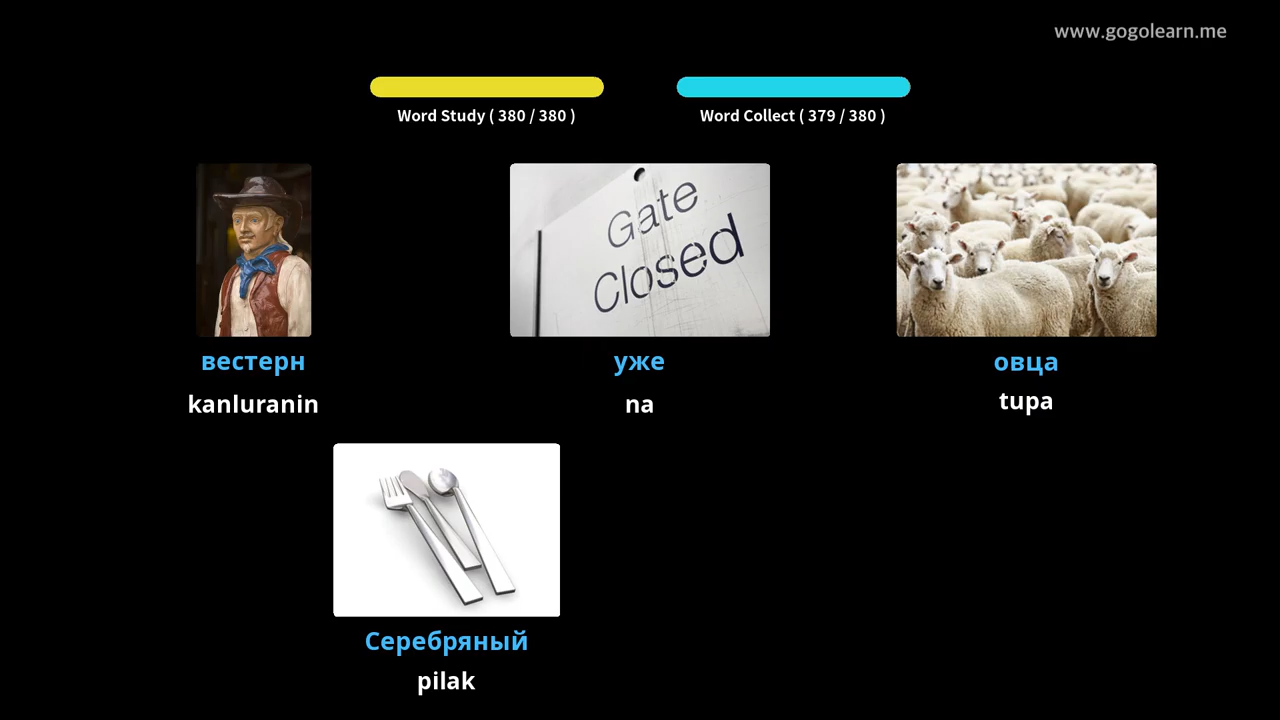 www.gogolearn.me
Word Study ( 380 / 380 )
Word Collect ( 379 / 380 )
Gate
Closed
вестерн
kanluranin
уже
na
овца
tupa
Серебряный
pilak